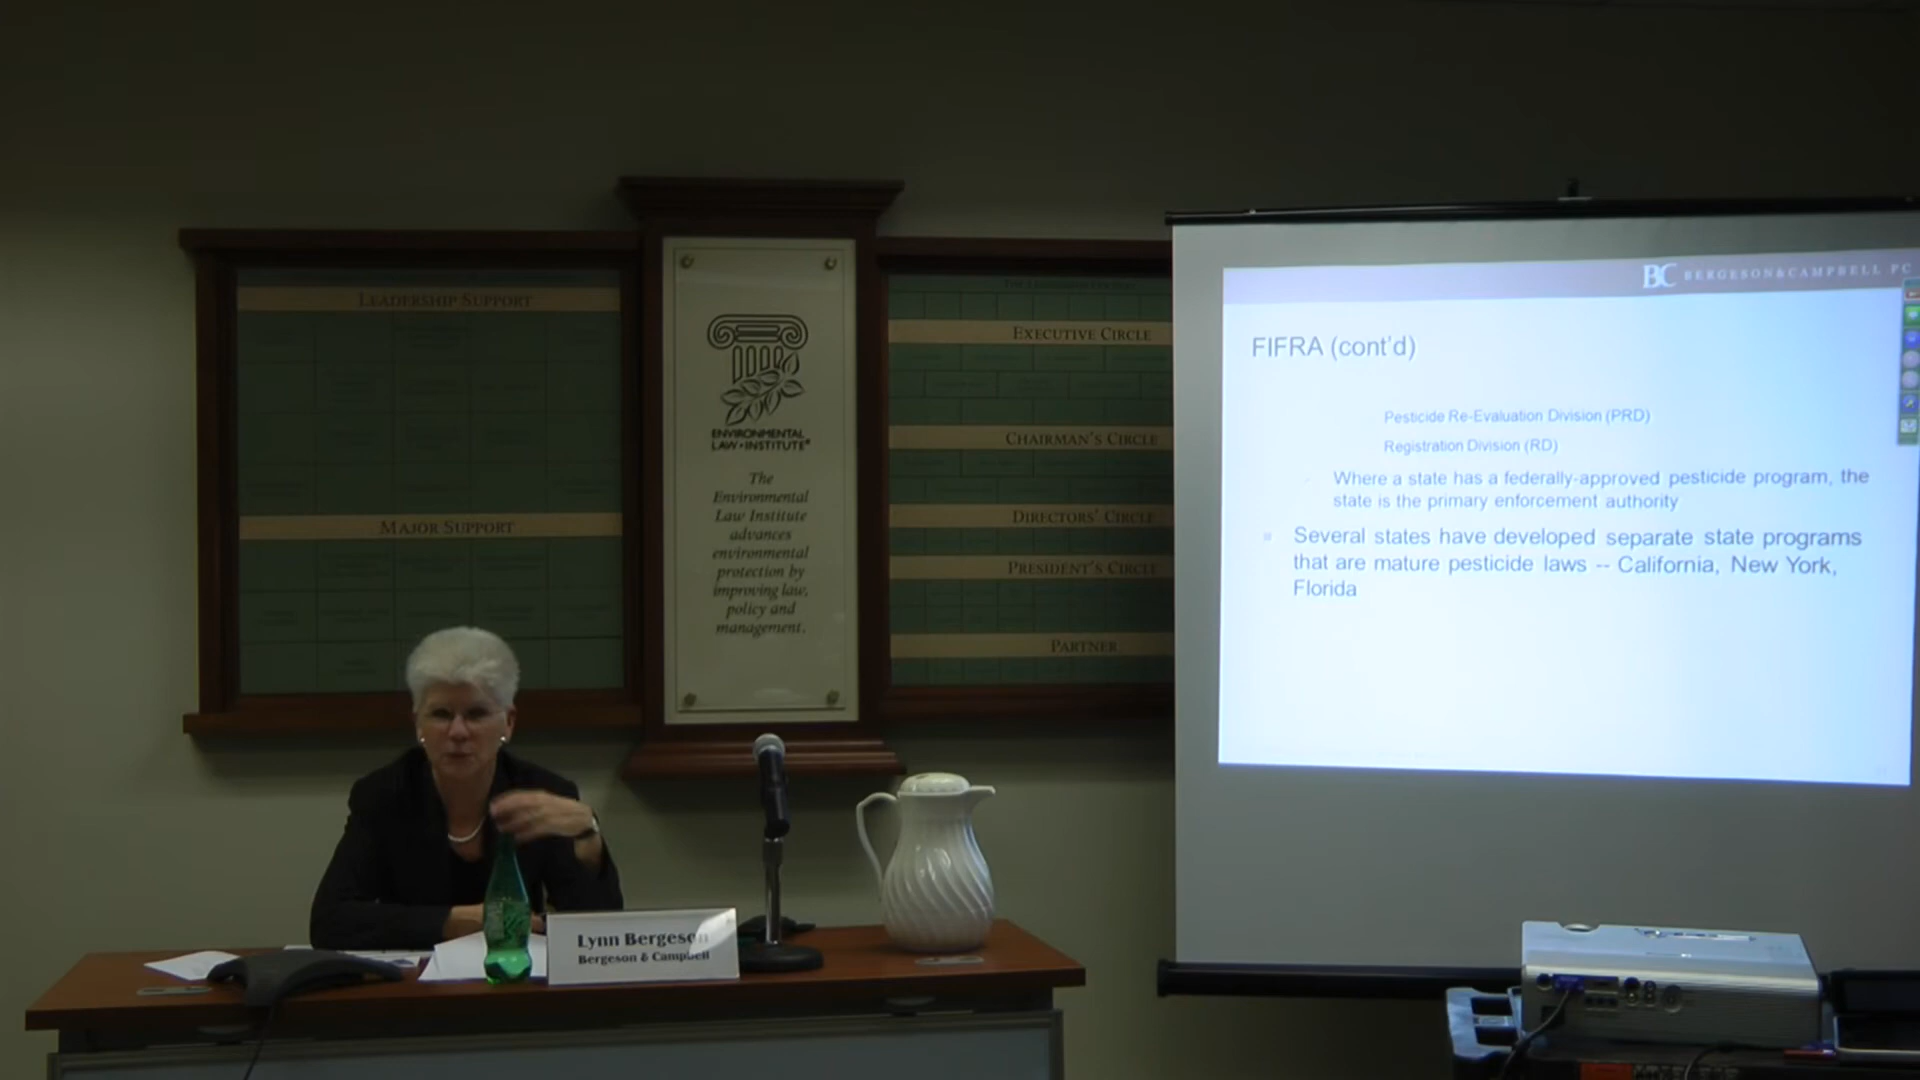 LEADERSHIP SUPPORT
MAJOR SUPPORT
ENVIRONMENTAL
LAW•INSTITUTE®
The
Environmental
Law Institute
advances
environmental
protection by
improving law,
policy and
management.
EXECUTIVE CIRCLE
CHAIRMAN'S CIRCLE
DIRECTORS' CIRCLE
PRESIDENT'S CIRCLE
PARTNER
BC BERGESON&CAMPBELL PC
FIFRA (cont'd)
Pesticide Re-Evaluation Division (PRD)
Registration Division (RD)
Where a state has a federally-approved pesticide program, the
state is the primary enforcement authority
Several states have developed separate state programs
that are mature pesticide laws -- California, New York,
Florida
Lynn Bergeson
Bergeson & Campbell